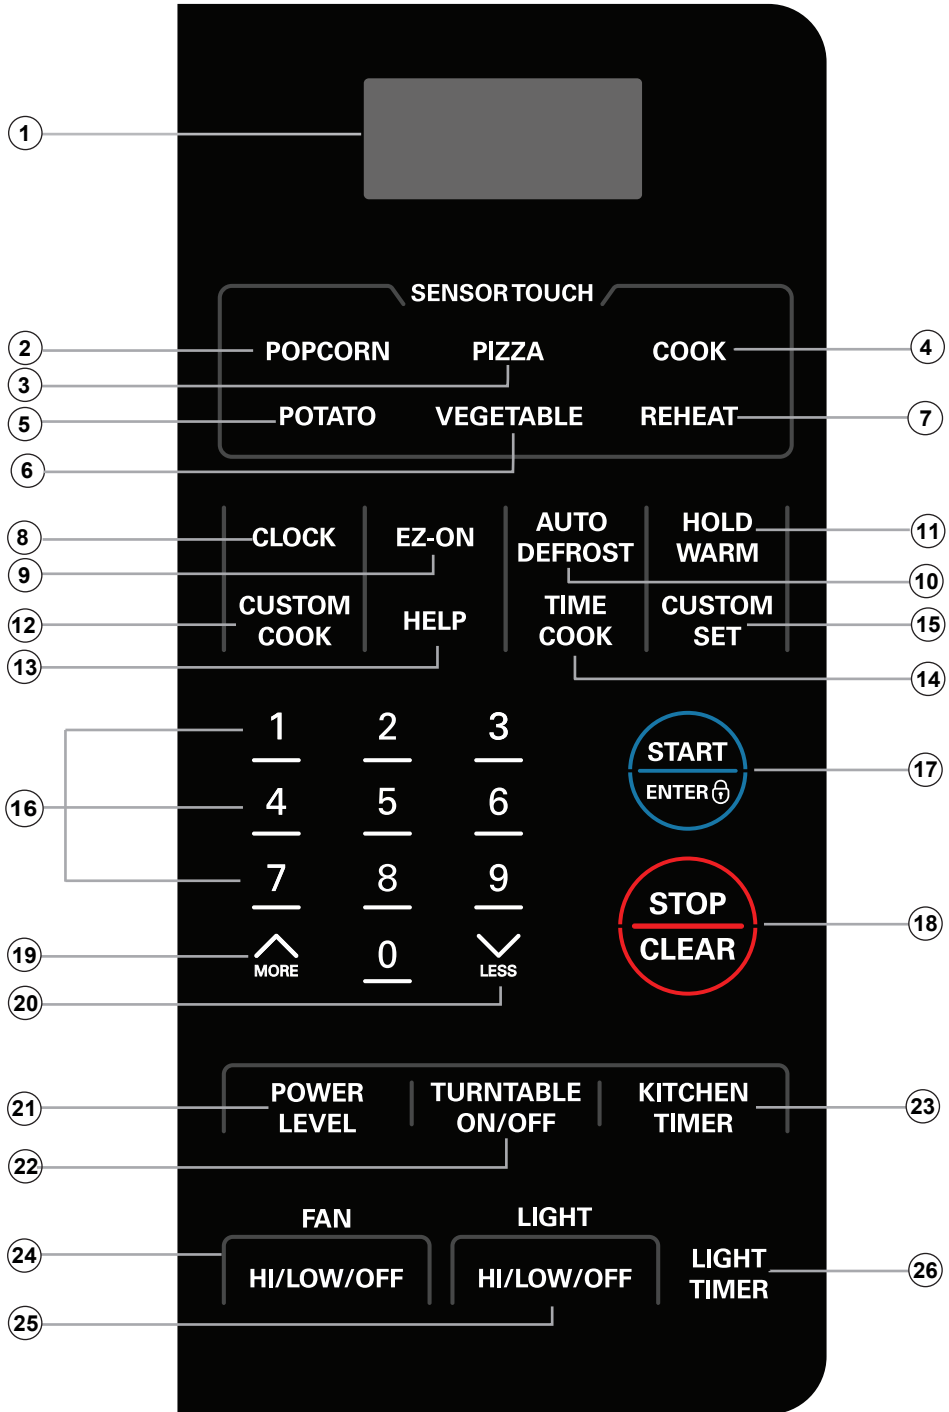 1
SENSOR TOUCH
2 POPCORN PIZZA COOK 4
3
5 POTATO VEGETABLE REHEAT 7
6
8 CLOCK EZ-ON AUTO DEFROST HOLD WARM 11
9 10
12 CUSTOM COOK HELP TIME COOK CUSTOM SET 15
13 14
1 2 3
START
ENTER 17
16 4 5 6
7 8 9
STOP
CLEAR 18
19 MORE 0 LESS
20
21 POWER LEVEL TURNTABLE ON/OFF KITCHEN TIMER 23
22
FAN LIGHT
24 HI/LOW/OFF HI/LOW/OFF LIGHT TIMER 26
25